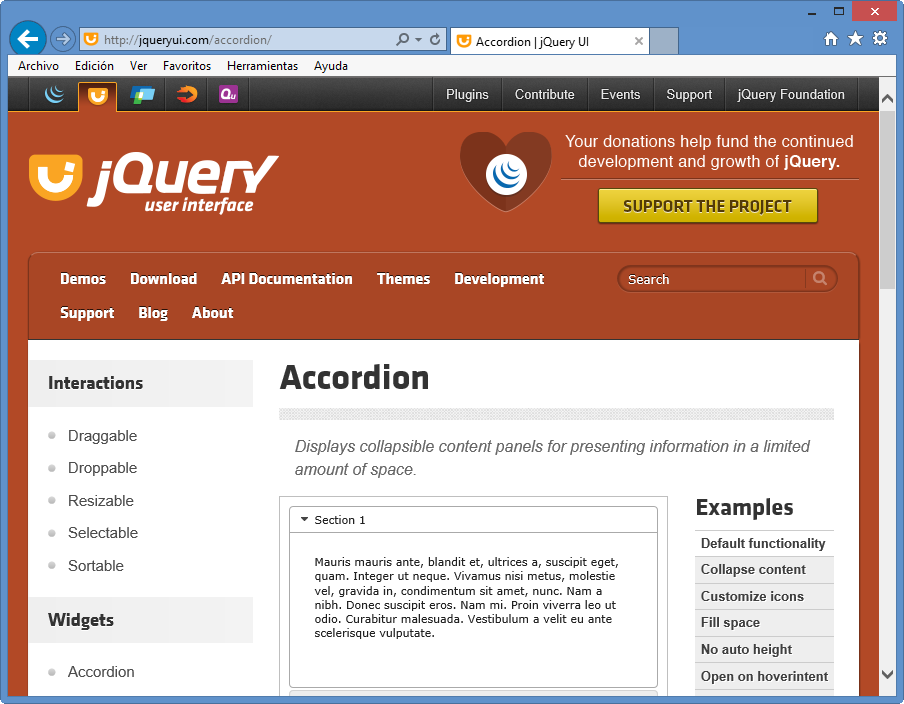 http://jqueryui.com/accordion/
Accordion | jQuery UI
Archivo Edición Ver Favoritos Herramientas Ayuda
Qu
Plugins Contribute Events Support jQuery Foundation
jQuery
user interface
Your donations help fund the continued
development and growth of jQuery.
SUPPORT THE PROJECT
Demos Download API Documentation Themes Development
Search
Support Blog About
Interactions
Draggable
Droppable
Resizable
Selectable
Sortable
Widgets
Accordion
Accordion
Displays collapsible content panels for presenting information in a limited
amount of space.
Section 1
Mauris mauris ante, blandit et, ultrices a, suscipit eget,
quam. Integer ut neque. Vivamus nisi metus, molestie
vel, gravida in, condimentum sit amet, nunc. Nam a
nibh. Donec suscipit eros. Nam mi. Proin viverra leo ut
odio. Curabitur malesuada. Vestibulum a velit eu ante
scelerisque vulputate.
Examples
Default functionality
Collapse content
Customize icons
Fill space
No auto height
Open on hoverintent